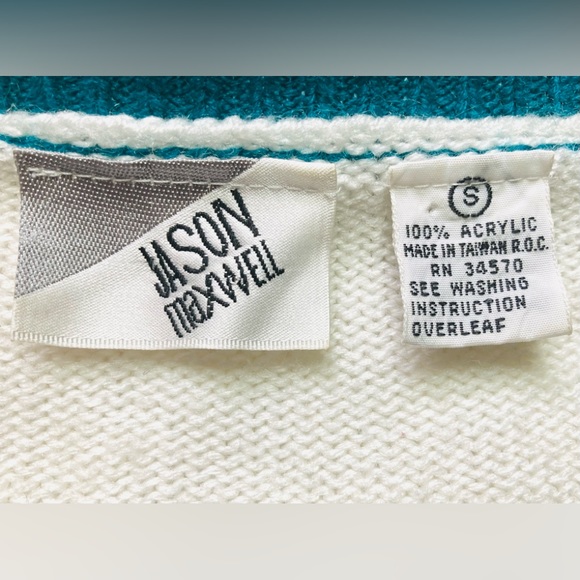 JASON
maxwell
S
100% ACRYLIC
MADE IN TAIWAN R.O.C.
RN 34570
SEE WASHING
INSTRUCTION
OVERLEAF